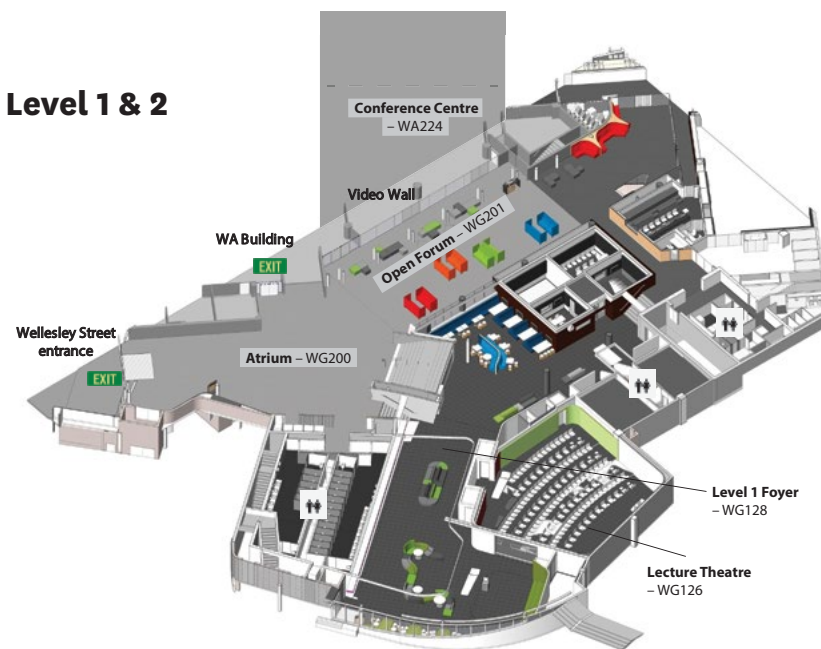 Level 1 & 2
Conference Centre
– WA224
Video Wall
Open Forum – WG201
WA Building
EXIT
Wellesley Street
entrance
EXIT
Atrium – WG200
Level 1 Foyer
– WG128
Lecture Theatre
– WG126